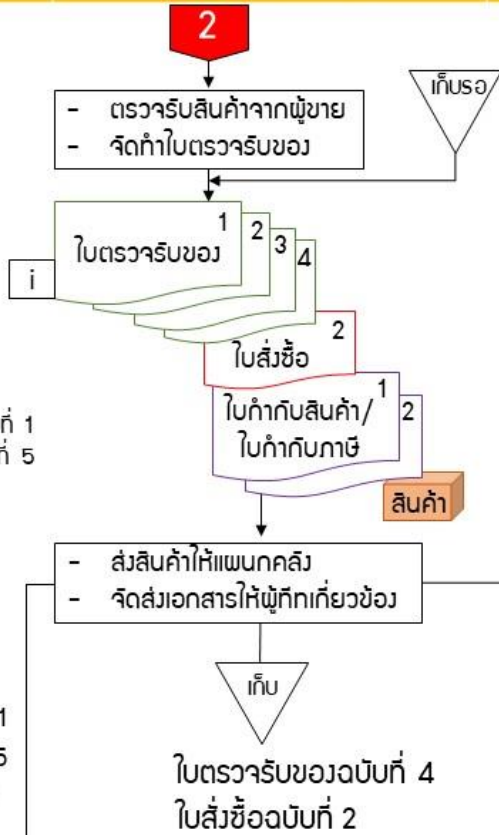 2
- ตรวจรับสินค้าจากผู้ขาย
- จัดทำใบตรวจรับของ
เก็บรอ
1
2
3
4
ใบตรวจรับของ
i
2
ใบสั่งซื้อ
1
2
ใบกำกับสินค้า/
ใบกำกับภาษี
ที่ 1
ที่ 5
สินค้า
- ส่งสินค้าให้แผนกคลัง
- จัดส่งเอกสารให้ผู้ทีทเกี่ยวข้อง
เก็บ
1
5
ใบตรวจรับของฉบับที่ 4
ใบสั่งซื้อฉบับที่ 2